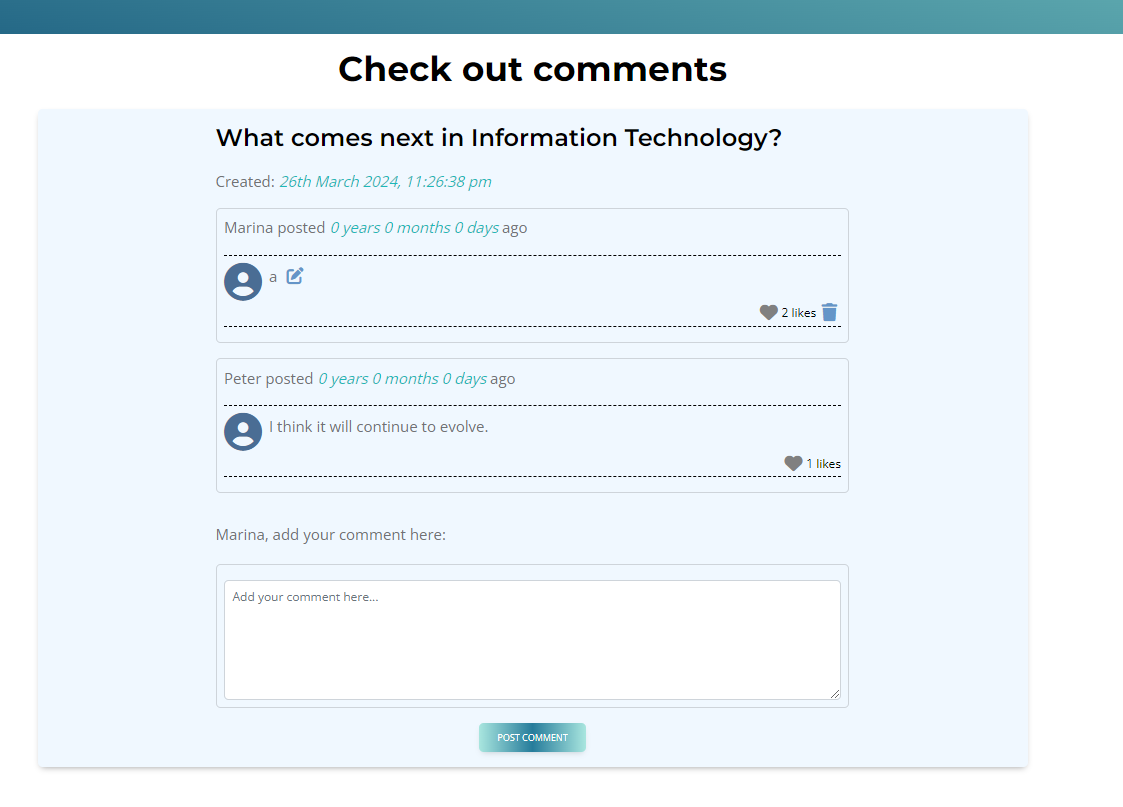 Check out comments
What comes next in Information Technology?
Created: 26th March 2024, 11:26:38 pm
Marina posted 0 years 0 months 0 days ago
a
2 likes
Peter posted 0 years 0 months 0 days ago
I think it will continue to evolve.
1 likes
Marina, add your comment here:
Add your comment here...
POST COMMENT